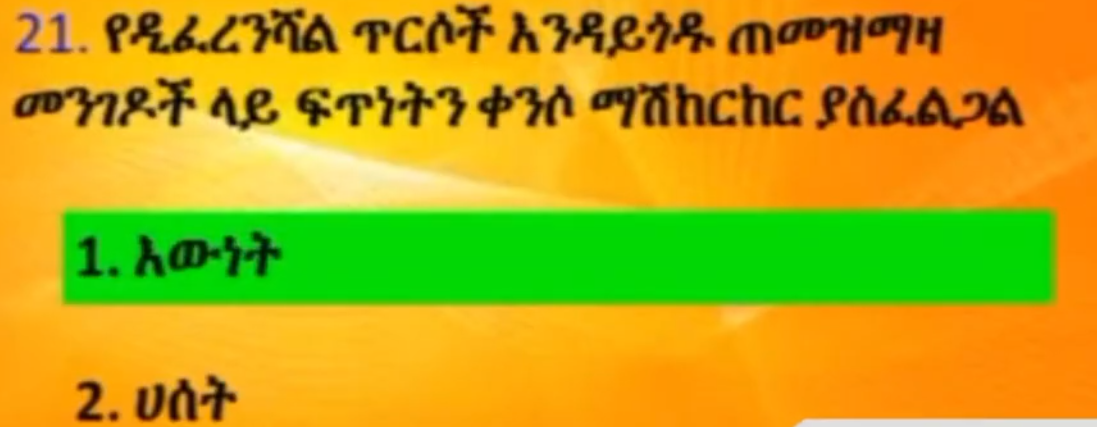 21. የዲፈረንሻል ጥርሶች እንዳይጎዱ ጠመዝማዛ
መንገዶች ላይ ፍጥነትን ቀንሶ ማሽከርከር ያስፈልጋል
1. እውነት
2. ሀሰት